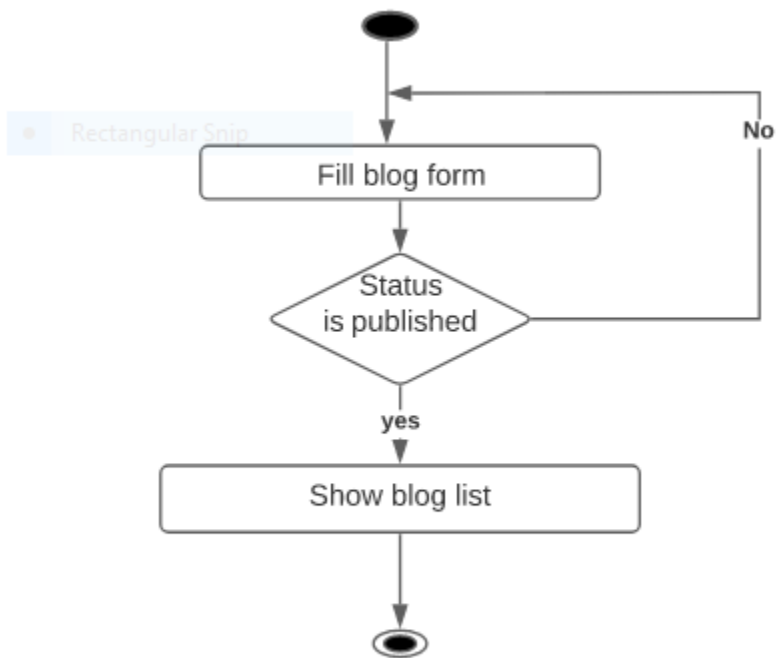 No
Rectangular Snip
Fill blog form
Status
is published
yes
Show blog list